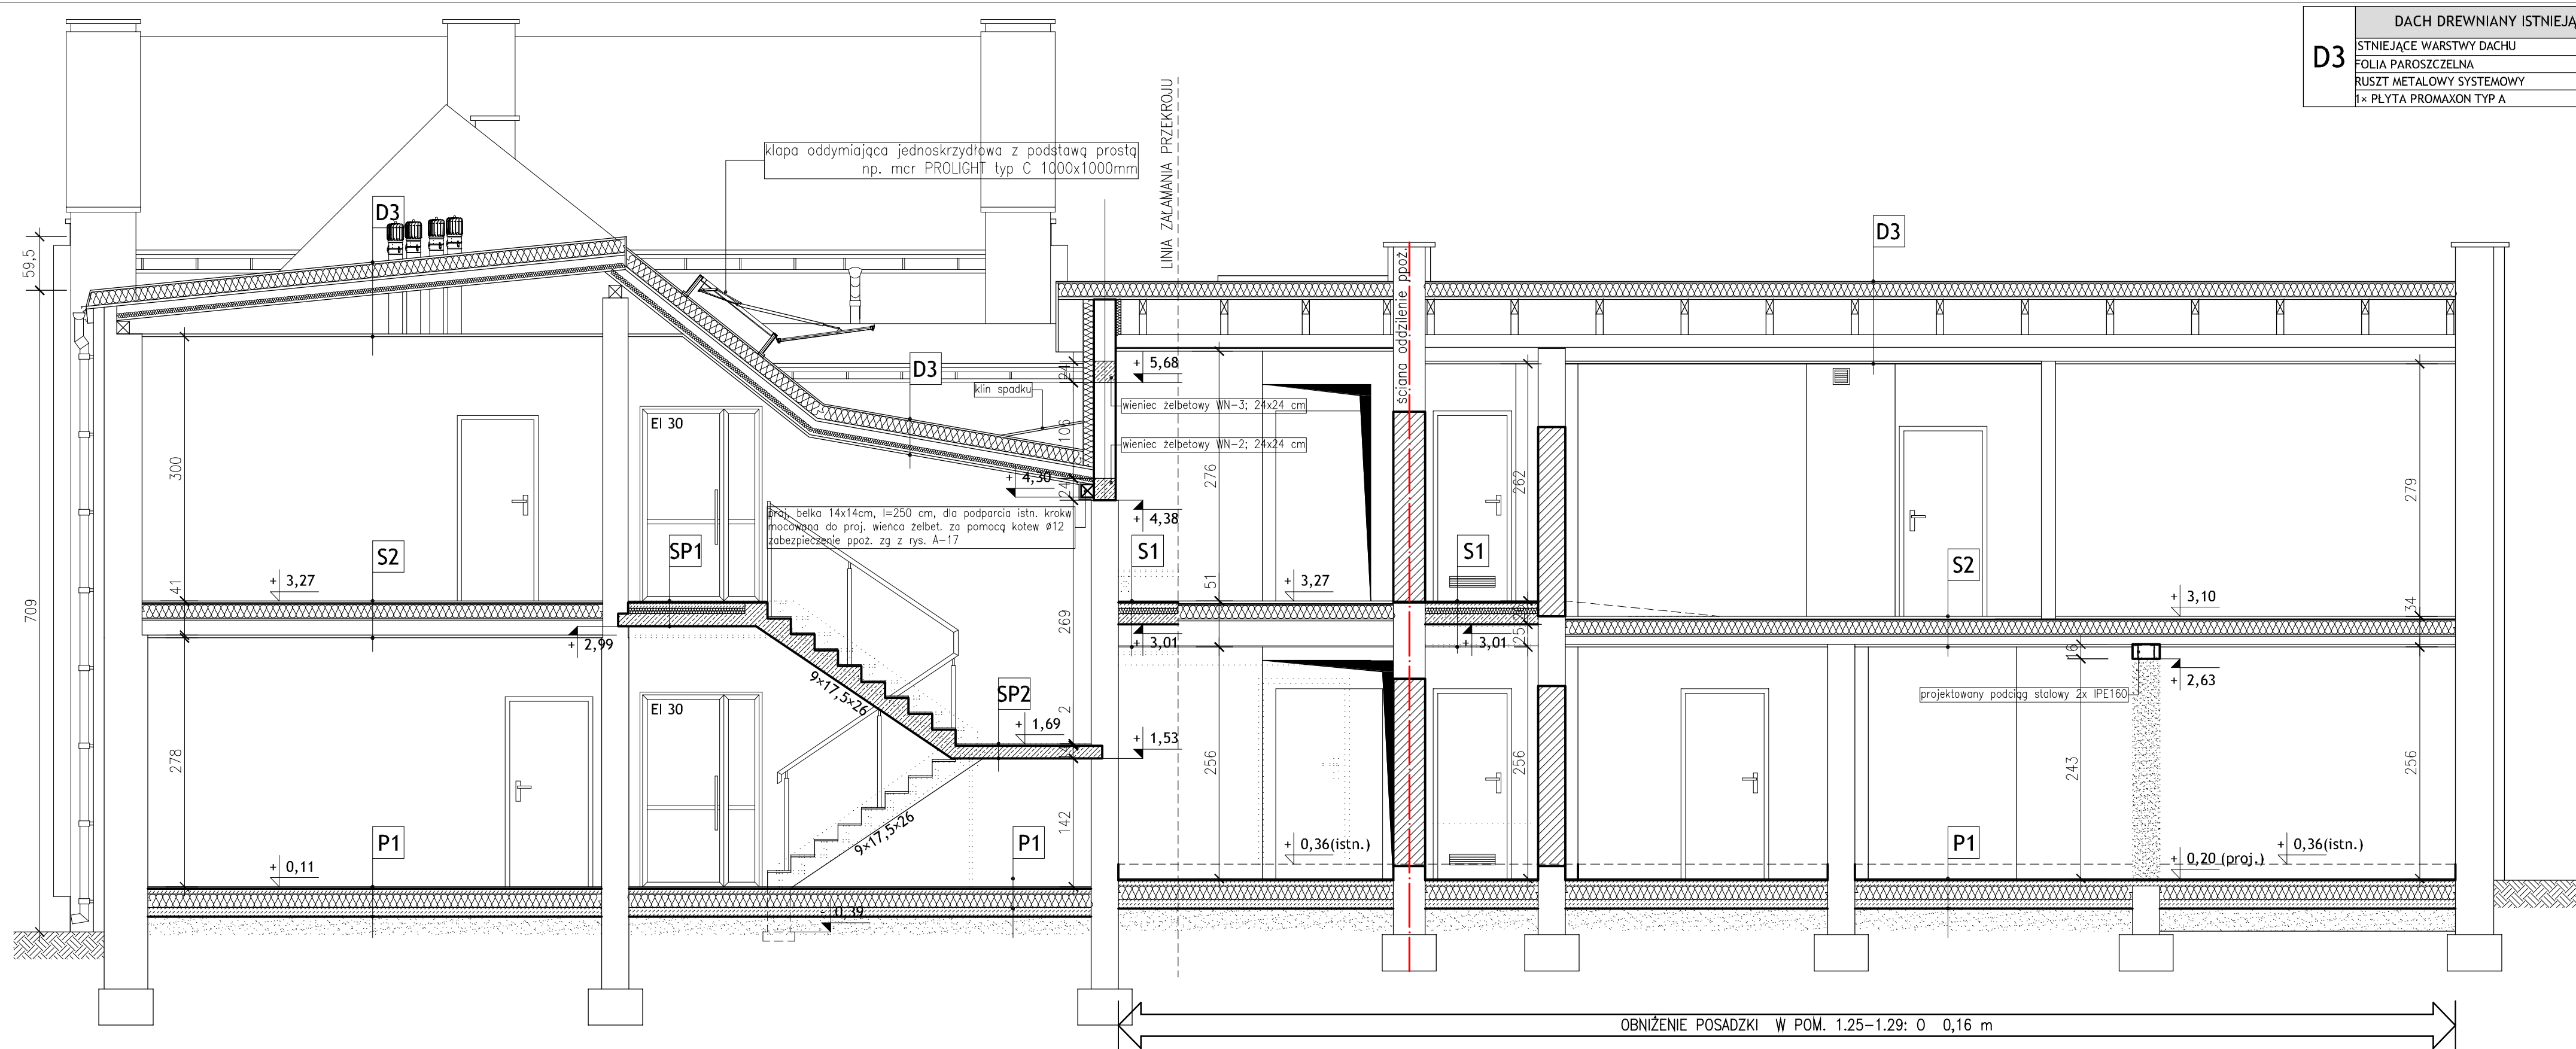 DACH DREWNIANY ISTNIEJĄ
D3
ISTNIEJĄCE WARSTWY DACHU
FOLIA PAROSZCZELNA
RUSZT METALOWY SYSTEMOWY
1× PŁYTA PROMAXON TYP A
LINIA ZAŁAMANIA PRZEKROJU
klapa oddymiająca jednoskrzydłowa z podstawą prostą
np. mcr PROLIGHT typ C 1000x1000mm
D3
D3
59,5
ściana oddzilenie ppoż.
D3
klin spadku
24
+ 5,68
wieniec żelbetowy WN-3; 24x24 cm
106
wieniec żelbetowy WN-2; 24x24 cm
EI 30
300
276
262
279
+ 4,30
24
+ 4,38
proj. belka 14x14cm, l=250 cm, dla podparcia istn. krokw
mocowana do proj. wieńca żelbet. za pomocą kotew ø12
zabezpieczenie ppoż. zg z rys. A-17
S2
SP1
S1
S1
S2
+ 3,27
41
51
+ 3,27
+ 3,10
34
709
269
+ 2,99
+ 3,01
+ 3,01
25
16
+ 2,63
9×17,5×26
SP2
projektowany podciąg stalowy 2x IPE160
EI 30
+ 1,69
2
+ 1,53
278
256
256
243
256
142
9×17,5×26
P1
P1
P1
+ 0,36(istn.)
+ 0,36(istn.)
+ 0,20 (proj.)
+ 0,11
- 0,39
OBNIŻENIE POSADZKI W POM. 1.25-1.29: O 0,16 m